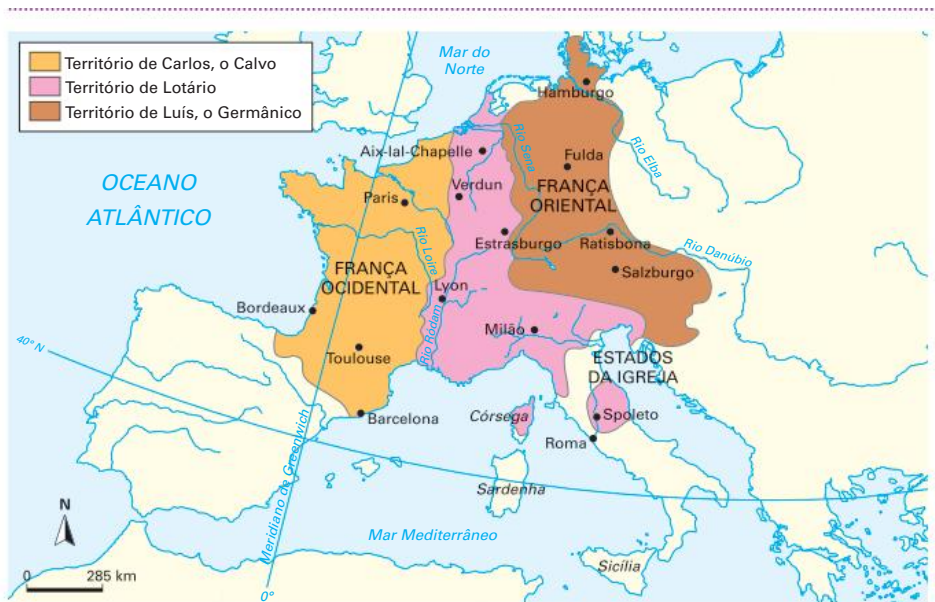 Território de Carlos, o Calvo
Território de Lotário
Território de Luís, o Germânico
Mar do
Norte
Hamburgo
Rio Sena
Rio Elba
Aix-lal-Chapelle
Fulda
OCEANO
ATLÂNTICO
Verdun
FRANÇA
ORIENTAL
Paris
Estrasburgo
Ratisbona
Rio Danúbio
Rio Loire
FRANÇA
OCIDENTAL
Salzburgo
Lyon
Bordeaux
Milão
Rio Ródam
40° N
Toulouse
ESTADOS
DA IGREJA
Barcelona
Córsega
Spoleto
Roma
Meridiano de Greenwich
Sardenha
N
Mar Mediterrâneo
Sicília
0 285 km
0°